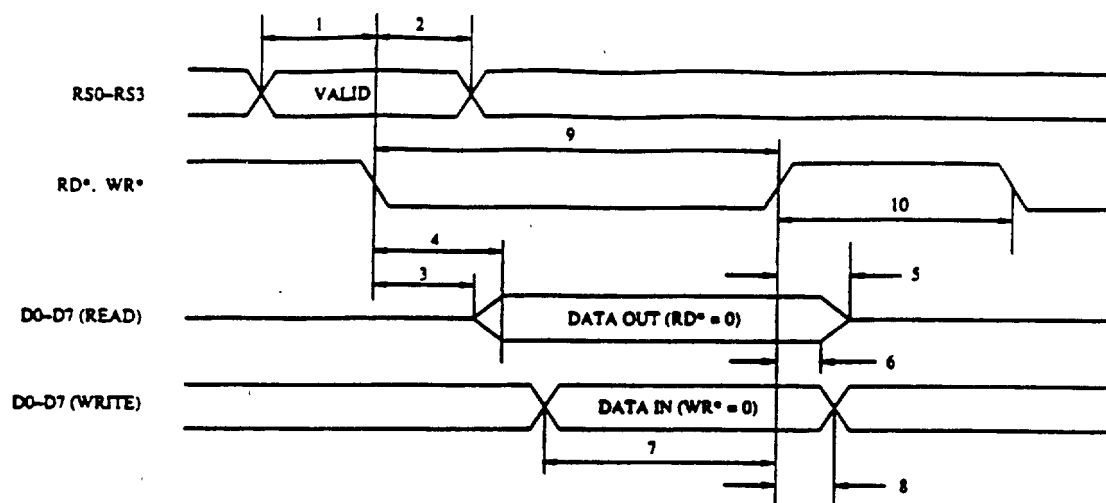 1 2
RS0–RS3 VALID
9
RD*, WR*
10
4
3 5
D0–D7 (READ) DATA OUT (RD* = 0)
6
D0–D7 (WRITE) DATA IN (WR* = 0)
7
8